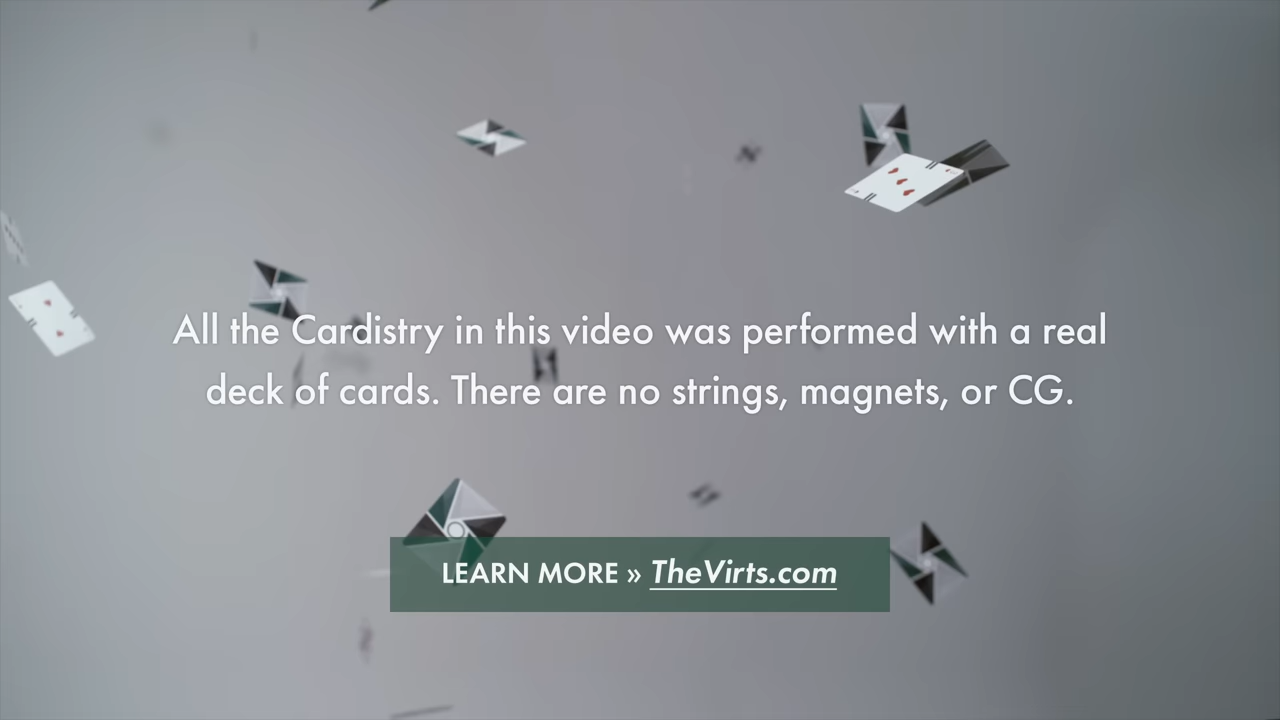 All the Cardistry in this video was performed with a real
deck of cards. There are no strings, magnets, or CG.
LEARN MORE » TheVirts.com